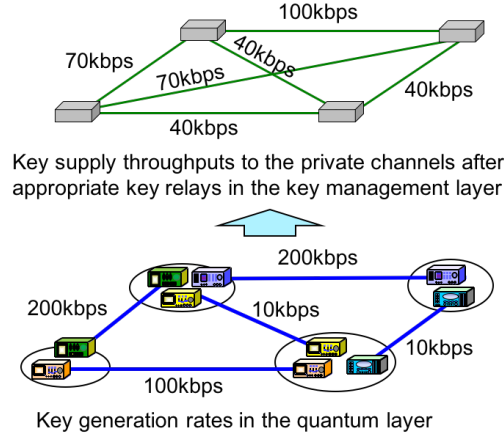 100kbps
70kbps
40kbps
70kbps
40kbps
40kbps
Key supply throughputs to the private channels after
appropriate key relays in the key management layer
200kbps
200kbps
10kbps
10kbps
100kbps
Key generation rates in the quantum layer